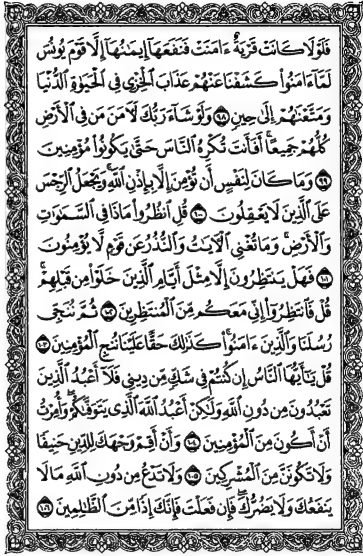 فَلَوْلَا كَانَتْ قَرْيَةٌ ءَامَنَتْ فَنَفَعَهَآ إِيمَـٰنُهَآ إِلَّا قَوْمَ يُونُسَ
لَمَّآ ءَامَنُوا۟ كَشَفْنَا عَنْهُمْ عَذَابَ ٱلْخِزْىِ فِى ٱلْحَيَوٰةِ ٱلدُّنْيَا
وَمَتَّعْنَـٰهُمْ إِلَىٰ حِينٍ ٩٨ وَلَوْ شَآءَ رَبُّكَ لَـَٔامَنَ مَن فِى ٱلْأَرْضِ
كُلُّهُمْ جَمِيعًا ۚ أَفَأَنتَ تُكْرِهُ ٱلنَّاسَ حَتَّىٰ يَكُونُوا۟ مُؤْمِنِينَ
٩٩ وَمَا كَانَ لِنَفْسٍ أَن تُؤْمِنَ إِلَّا بِإِذْنِ ٱللَّهِ ۚ وَيَجْعَلُ ٱلرِّجْسَ
عَلَى ٱلَّذِينَ لَا يَعْقِلُونَ ١٠٠ قُلِ ٱنظُرُوا۟ مَاذَا فِى ٱلسَّمَـٰوَٰتِ
وَٱلْأَرْضِ ۚ وَمَا تُغْنِى ٱلْـَٔايَـٰتُ وَٱلنُّذُرُ عَن قَوْمٍ لَّا يُؤْمِنُونَ
١٠١ فَهَلْ يَنتَظِرُونَ إِلَّا مِثْلَ أَيَّامِ ٱلَّذِينَ خَلَوْا۟ مِن قَبْلِهِمْ ۚ
قُلْ فَٱنتَظِرُوٓا۟ إِنِّى مَعَكُم مِّنَ ٱلْمُنتَظِرِينَ ١٠٢ ثُمَّ نُنَجِّى
رُسُلَنَا وَٱلَّذِينَ ءَامَنُوا۟ ۚ كَذَٰلِكَ حَقًّا عَلَيْنَا نُنجِ ٱلْمُؤْمِنِينَ ١٠٣
قُلْ يَـٰٓأَيُّهَا ٱلنَّاسُ إِن كُنتُمْ فِى شَكٍّ مِّن دِينِى فَلَآ أَعْبُدُ ٱلَّذِينَ
تَعْبُدُونَ مِن دُونِ ٱللَّهِ وَلَـٰكِنْ أَعْبُدُ ٱللَّهَ ٱلَّذِى يَتَوَفَّىٰكُمْ ۖ وَأُمِرْتُ
أَنْ أَكُونَ مِنَ ٱلْمُؤْمِنِينَ ١٠٤ وَأَنْ أَقِمْ وَجْهَكَ لِلدِّينِ حَنِيفًا
وَلَا تَكُونَنَّ مِنَ ٱلْمُشْرِكِينَ ١٠٥ وَلَا تَدْعُ مِن دُونِ ٱللَّهِ مَا لَا
يَنفَعُكَ وَلَا يَضُرُّكَ ۖ فَإِن فَعَلْتَ فَإِنَّكَ إِذًا مِّنَ ٱلظَّـٰلِمِينَ ١٠٦